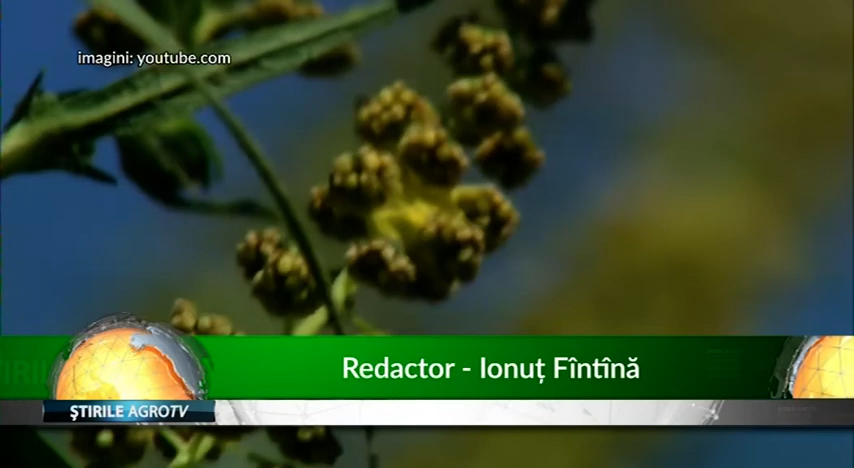 imagini: youtube.com
Redactor - Ionuț Fîntînă
ȘTIRILE AGROTV